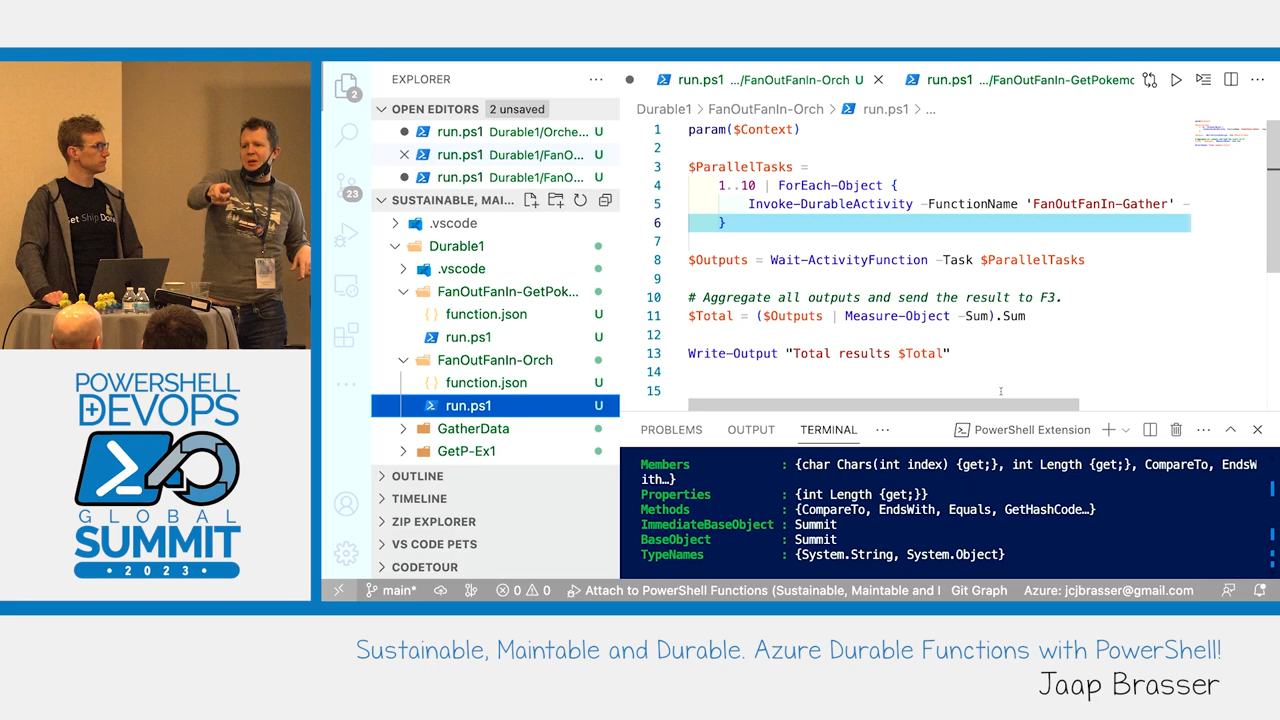 Get Ship Done
POWERSHELL
+DEVOPS
GLOBAL
SUMMIT
• 2023 •
EXPLORER
OPEN EDITORS 2 unsaved
run.ps1 Durable1/Orche... U
run.ps1 Durable1/FanO... U
run.ps1 Durable1/FanO... U
SUSTAINABLE, MAI...
.vscode
Durable1
.vscode
FanOutFanIn-GetPok...
function.json U
run.ps1 U
FanOutFanIn-Orch
function.json U
run.ps1 U
GatherData
GetP-Ex1
OUTLINE
TIMELINE
ZIP EXPLORER
VS CODE PETS
CODETOUR
2
23
run.ps1 .../FanOutFanIn-Orch U
run.ps1 .../FanOutFanIn-GetPokemo
Durable1 > FanOutFanIn-Orch > run.ps1 > ...
1 param($Context)
2
3 $ParallelTasks =
4 1..10 | ForEach-Object {
5 Invoke-DurableActivity -FunctionName 'FanOutFanIn-Gather' -
6 }
7
8 $Outputs = Wait-ActivityFunction -Task $ParallelTasks
9
10 # Aggregate all outputs and send the result to F3.
11 $Total = ($Outputs | Measure-Object -Sum).Sum
12
13 Write-Output "Total results $Total"
14
15
PROBLEMS OUTPUT TERMINAL ... PowerShell Extension
Members : {char Chars(int index) {get;}, int Length {get;}, CompareTo, EndsW
ith…}
Properties : {int Length {get;}}
Methods : {CompareTo, EndsWith, Equals, GetHashCode…}
ImmediateBaseObject : Summit
BaseObject : Summit
TypeNames : {System.String, System.Object}
main* 0 0 Attach to PowerShell Functions (Sustainable, Maintable and I Git Graph Azure: jcjbrasser@gmail.com
Sustainable, Maintable and Durable. Azure Durable Functions with PowerShell!
Jaap Brasser